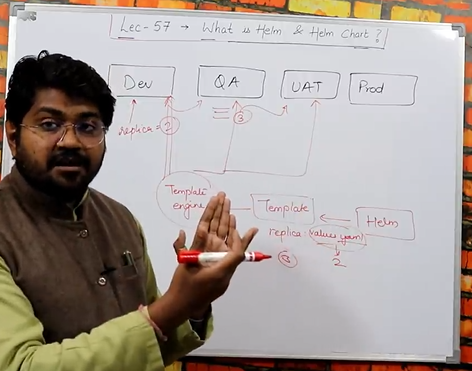 Lec-57 → What is Helm & Helm Chart?
Dev QA UAT Prod
replica = 2 3
Template engine
Template Helm
replica: values.yaml
3 2